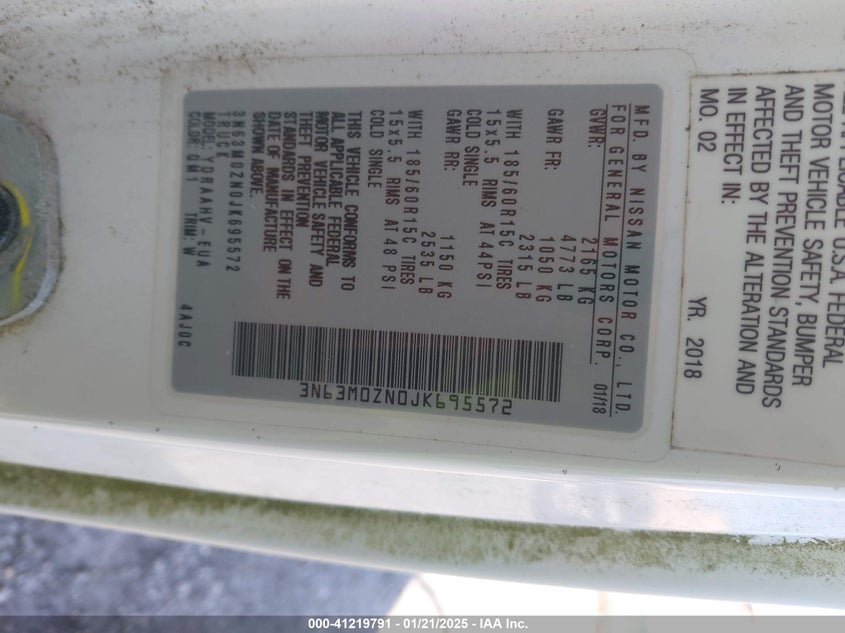 MFD. BY NISSAN MOTOR CO., LTD.
FOR GENERAL MOTORS CORP. 01/18
GVWR: 2165 KG
4773 LB
GAWR FR: 1050 KG
2315 LB
WITH 185/60R15C TIRES
15x5.5 RIMS AT 44PSI
COLD SINGLE
GAWR RR: 1150 KG
2535 LB
WITH 185/60R15C TIRES
15x5.5 RIMS AT 48 PSI
COLD SINGLE
THIS VEHICLE CONFORMS TO
ALL APPLICABLE FEDERAL
MOTOR VEHICLE SAFETY AND
THEFT PREVENTION
STANDARDS IN EFFECT ON THE
DATE OF MANUFACTURE
SHOWN ABOVE.
3N63M0ZN0JK695572
TRUCK
MODEL: YDRAAHV-EUA
COLOR: QM1 TRIM: W 4AJ0C
3N63M0ZN0JK695572
U.S.A. FEDERAL
MOTOR VEHICLE SAFETY, BUMPER
AND THEFT PREVENTION STANDARDS
AFFECTED BY THE ALTERATION AND
IN EFFECT IN:
MO. 02 YR. 2018
000-41219791 - 01/21/2025 - IAA Inc.